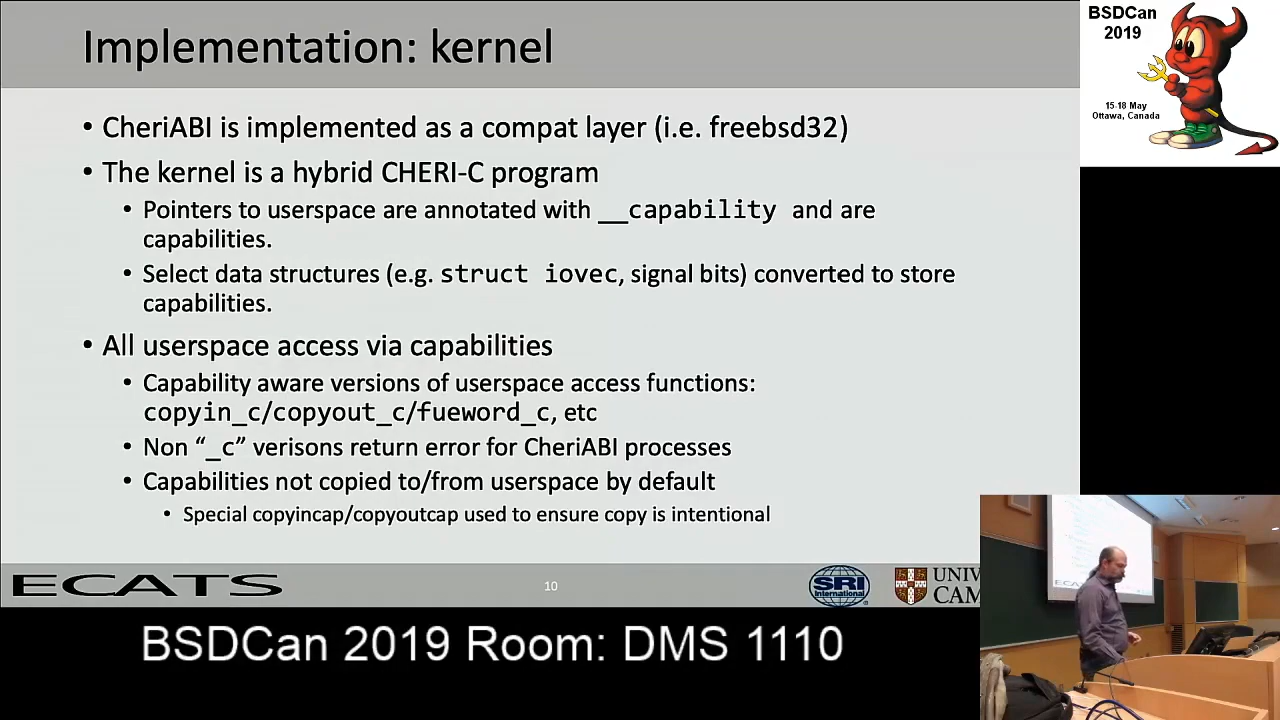 Implementation: kernel
BSDCan
2019
15-18 May
Ottawa, Canada
• CheriABI is implemented as a compat layer (i.e. freebsd32)
• The kernel is a hybrid CHERI-C program
• Pointers to userspace are annotated with __capability and are
capabilities.
• Select data structures (e.g. struct iovec, signal bits) converted to store
capabilities.
• All userspace access via capabilities
• Capability aware versions of userspace access functions:
copyin_c/copyout_c/fueword_c, etc
• Non “_c” verisons return error for CheriABI processes
• Capabilities not copied to/from userspace by default
• Special copyincap/copyoutcap used to ensure copy is intentional
ECATS
10
SRI
International
UNIV
CAM
ECATS
BSDCan 2019 Room: DMS 1110